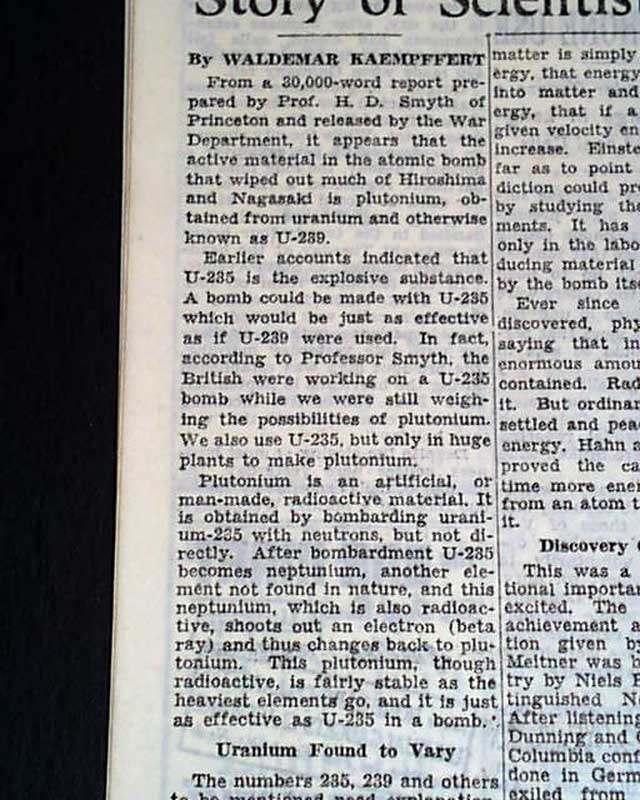 Story of Scientis
By WALDEMAR KAEMPFFERT
From a 30,000-word report pre-
pared by Prof. H. D. Smyth of
Princeton and released by the War
Department, it appears that the
active material in the atomic bomb
that wiped out much of Hiroshima
and Nagasaki is plutonium, ob-
tained from uranium and otherwise
known as U-239.
Earlier accounts indicated that
U-235 is the explosive substance.
A bomb could be made with U-235
which would be just as effective
as if U-239 were used. In fact,
according to Professor Smyth, the
British were working on a U-235
bomb while we were still weigh-
ing the possibilities of plutonium.
We also use U-235, but only in huge
plants to make plutonium.
Plutonium is an artificial, or
man-made, radioactive material. It
is obtained by bombarding urani-
um-235 with neutrons, but not di-
rectly. After bombardment U-235
becomes neptunium, another ele-
ment not found in nature, and this
neptunium, which is also radioac-
tive, shoots out an electron (beta
ray) and thus changes back to plu-
tonium. This plutonium, though
radioactive, is fairly stable as the
heaviest elements go, and it is just
as effective as U-235 in a bomb.
Uranium Found to Vary
The numbers 235, 239 and others
to be mentioned need explanation
matter is simply
ergy, that energy
into matter and
ergy, that if a
given velocity en
increase. Einste
far as to point
diction could pr
by studying the
ments. It has
only in the labo
ducing material
by the bomb itse
Ever since
discovered, phy
saying that in
enormous amou
contained. Rad
it. But ordinar
settled and peac
energy. Hahn a
proved the ca
time more ener
from an atom t
it.
Discovery
This was a
tional importan
excited. The
achievement a
tion given by
Meitner was b
try by Niels B
tinguished N
After listening
Dunning and
Columbia conf
done in Germ
exiled from